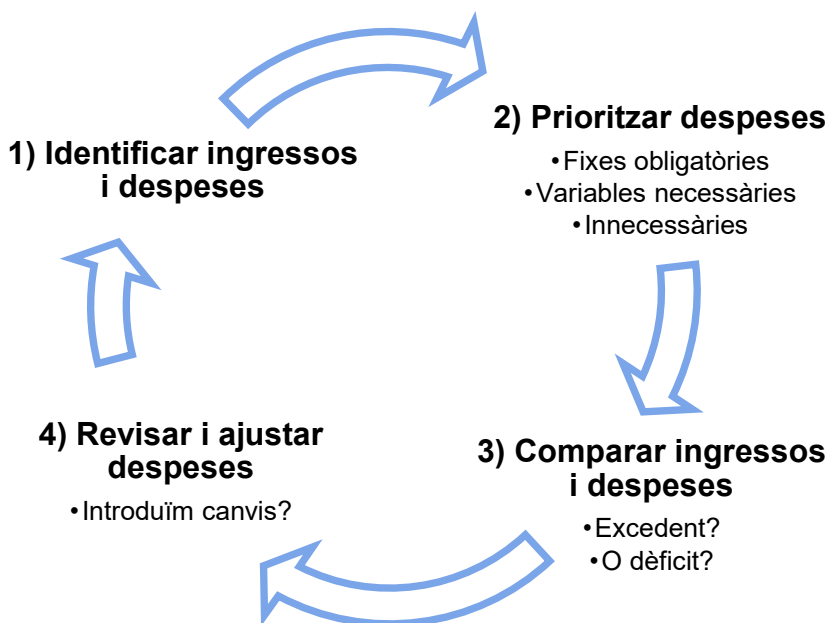 1) Identificar ingressos
i despeses
2) Prioritzar despeses
•Fixes obligatòries
•Variables necessàries
•Innecessàries
3) Comparar ingressos
i despeses
•Excedent?
•O dèficit?
4) Revisar i ajustar
despeses
•Introduïm canvis?